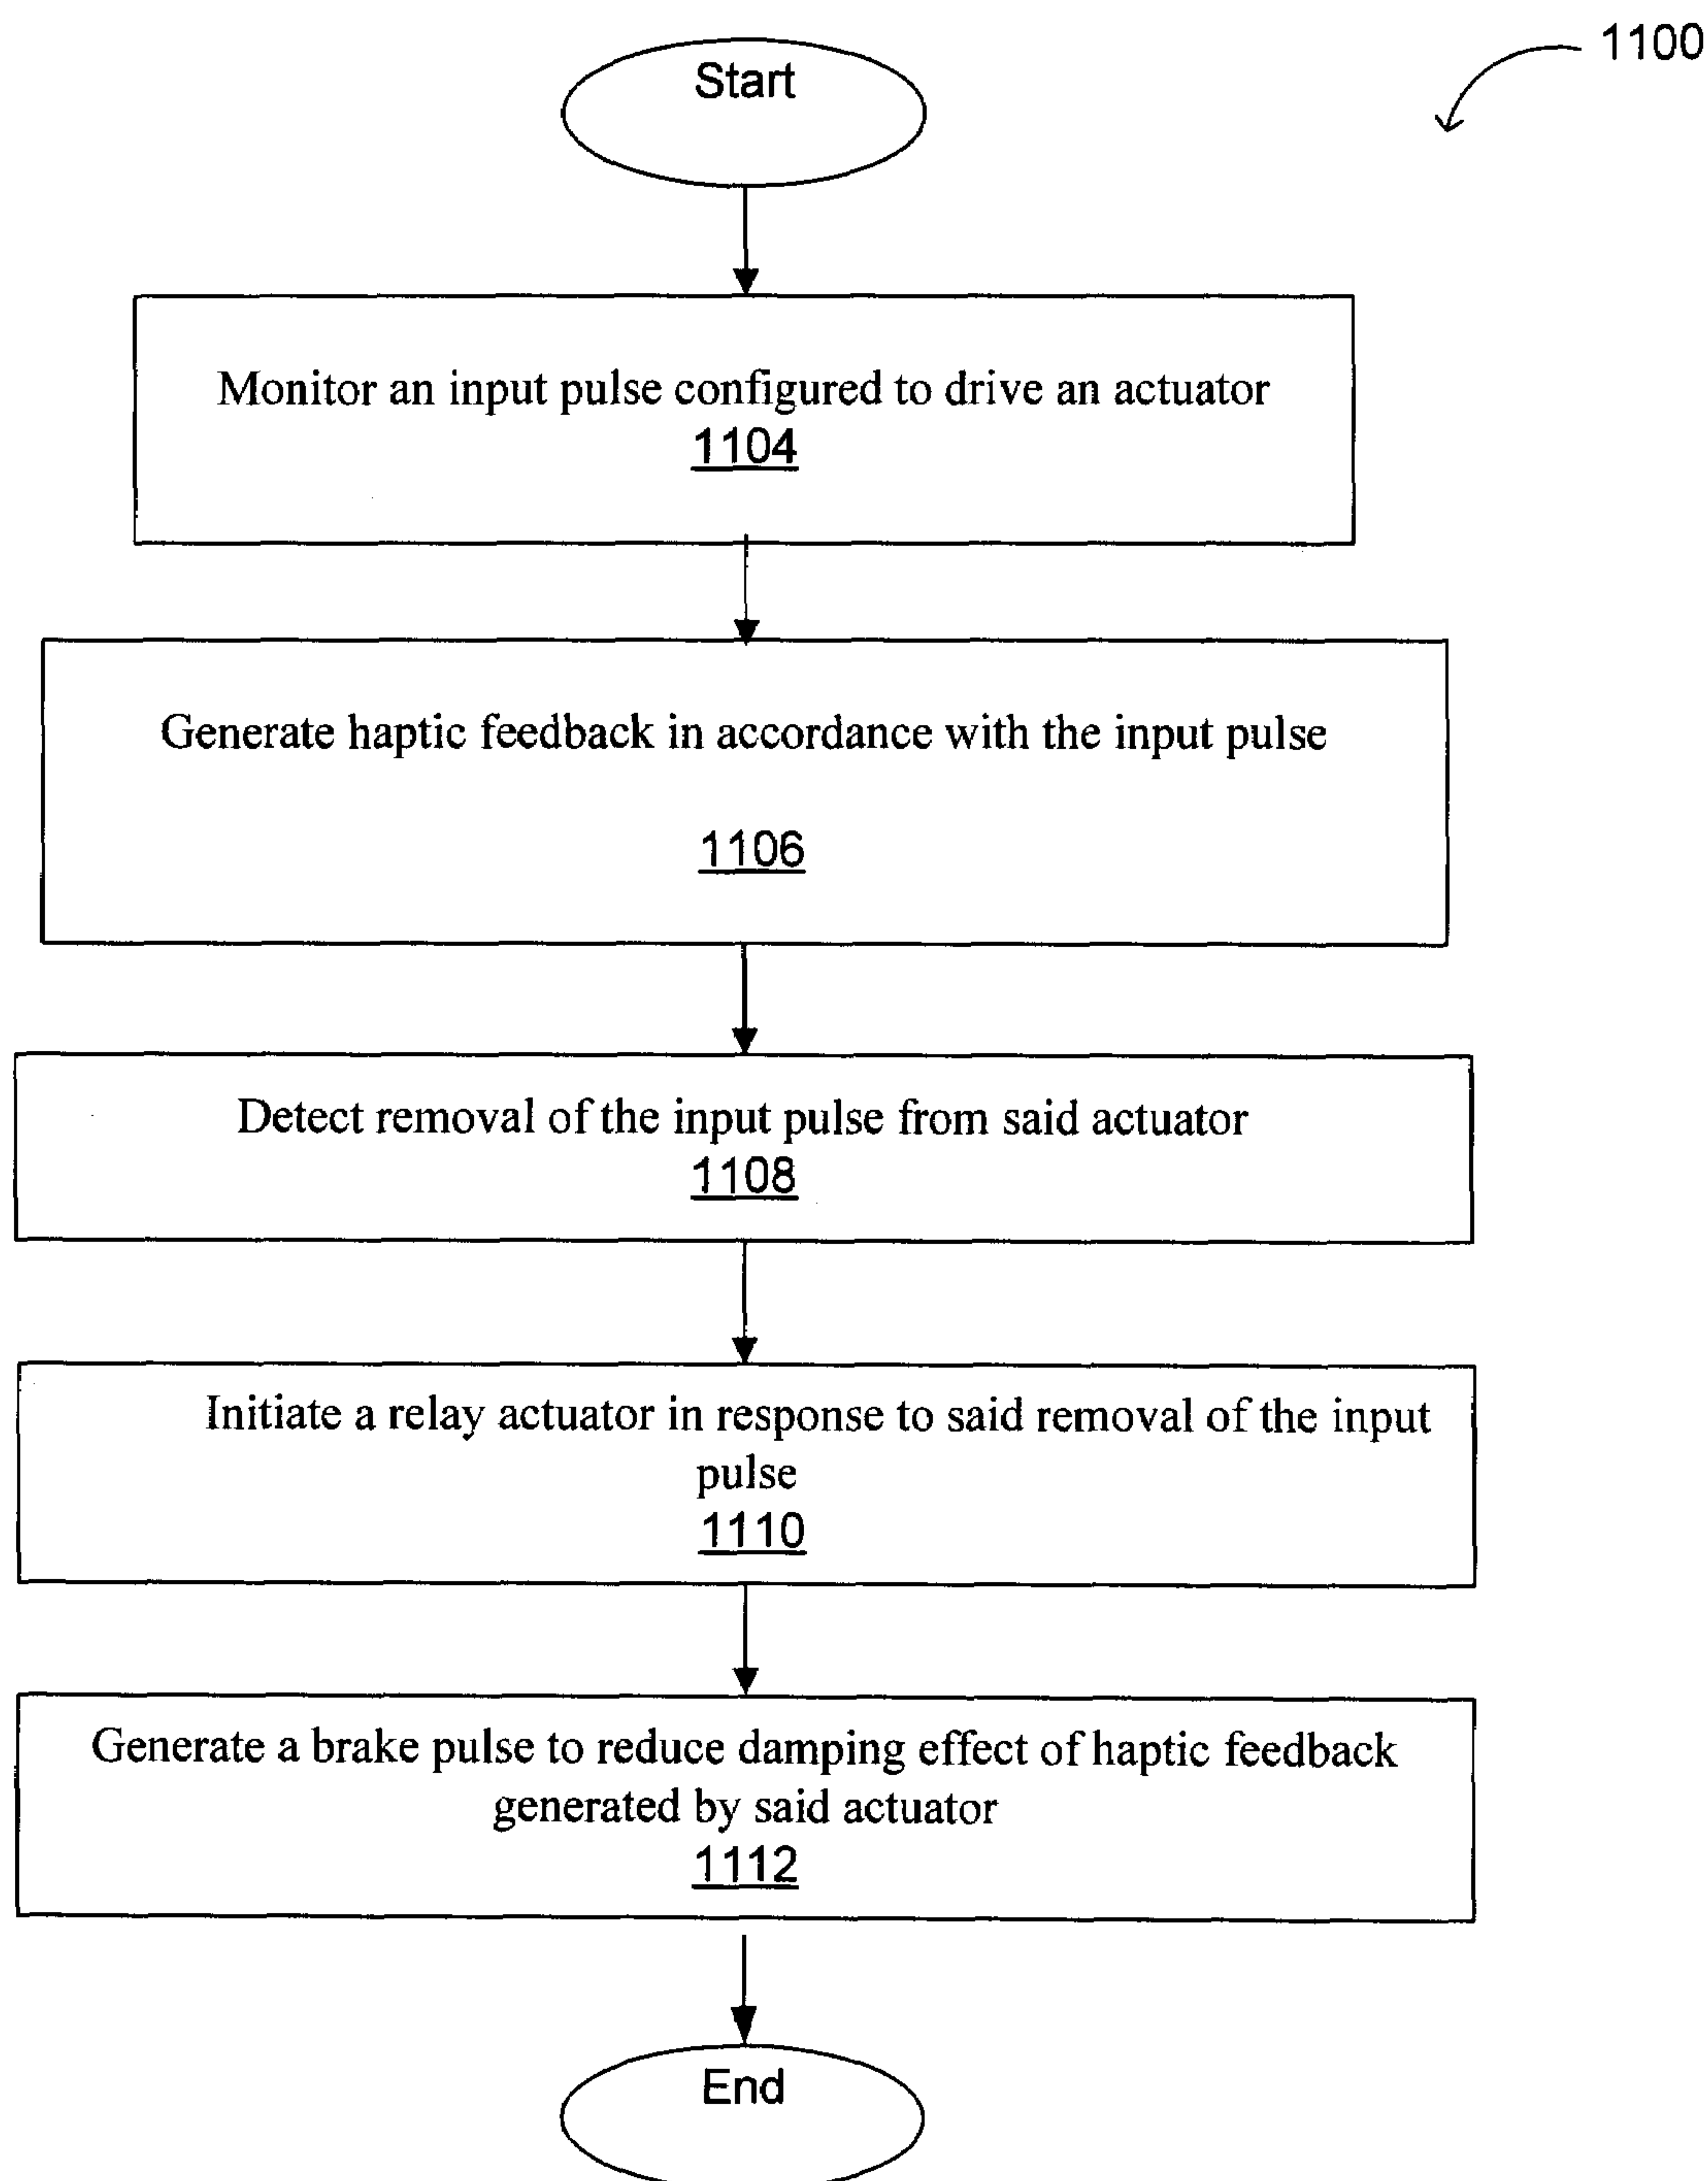 1100
Start
Monitor an input pulse configured to drive an actuator
1104
Generate haptic feedback in accordance with the input pulse
1106
Detect removal of the input pulse from said actuator
1108
Initiate a relay actuator in response to said removal of the input
pulse
1110
Generate a brake pulse to reduce damping effect of haptic feedback
generated by said actuator
1112
End